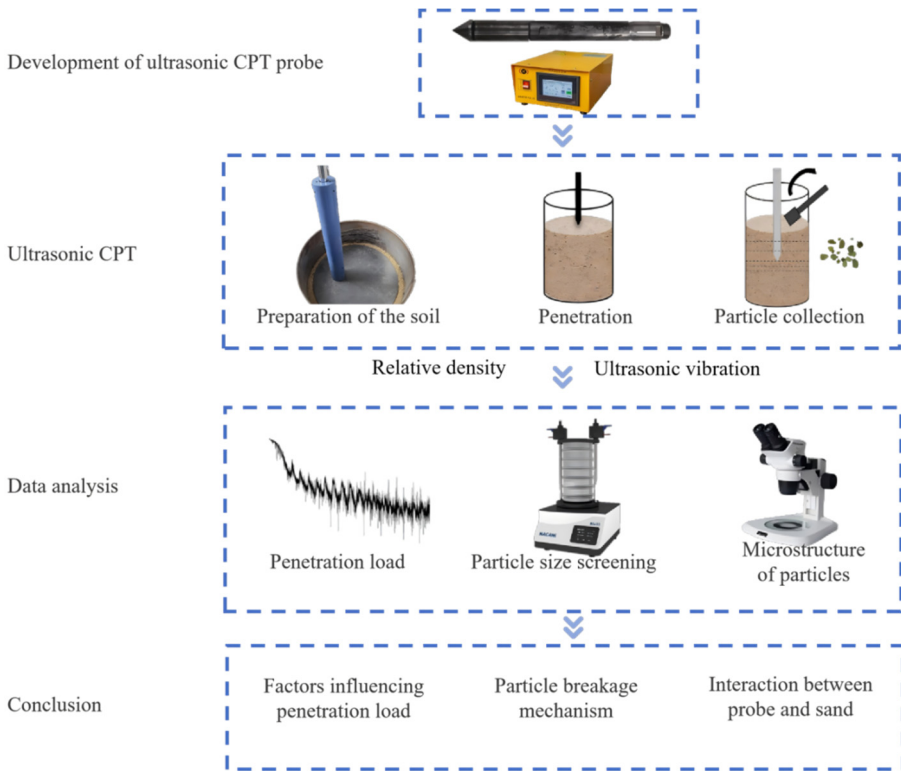 Development of ultrasonic CPT probe
Ultrasonic CPT
Preparation of the soil
Penetration
Particle collection
Relative density
Ultrasonic vibration
Data analysis
Penetration load
Particle size screening
Microstructure
of particles
Conclusion
Factors influencing
penetration load
Particle breakage
mechanism
Interaction between
probe and sand